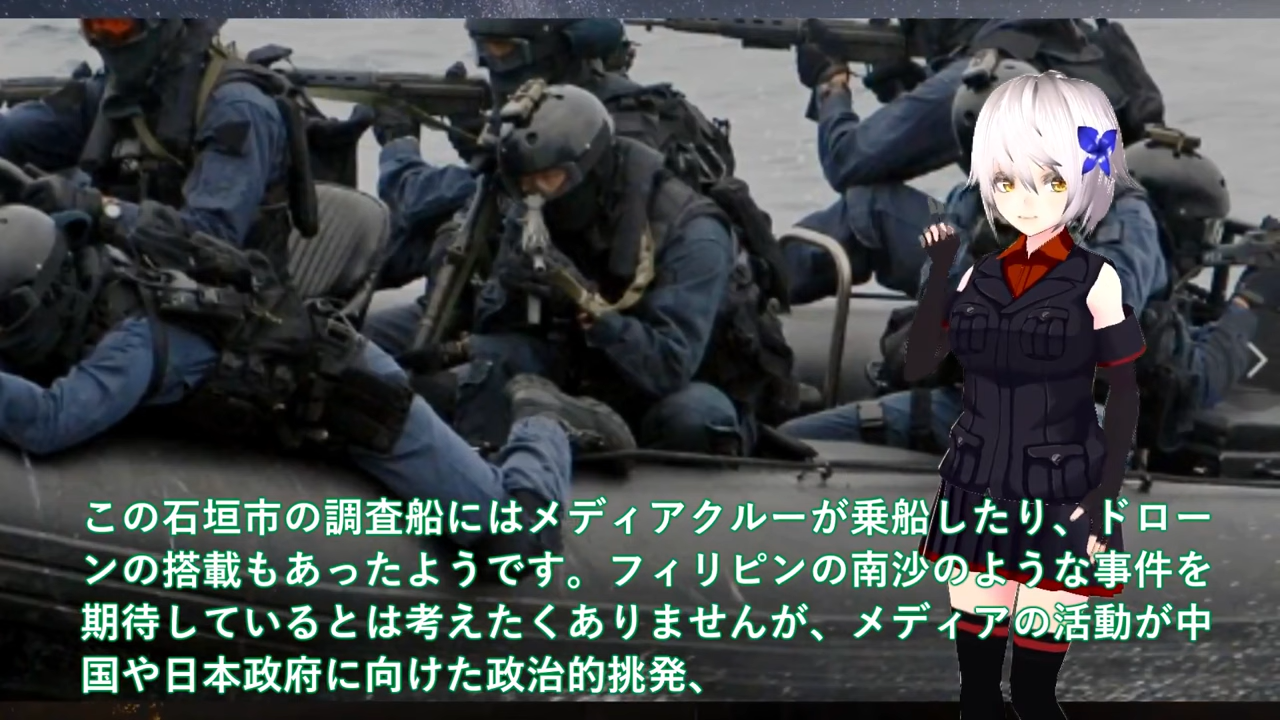 この石垣市の調査船にはメディアクルーが乗船したり、ドロー
ンの搭載もあったようです。フィリピンの南沙のような事件を
期待しているとは考えたくありませんが、メディアの活動が中
国や日本政府に向けた政治的挑発、